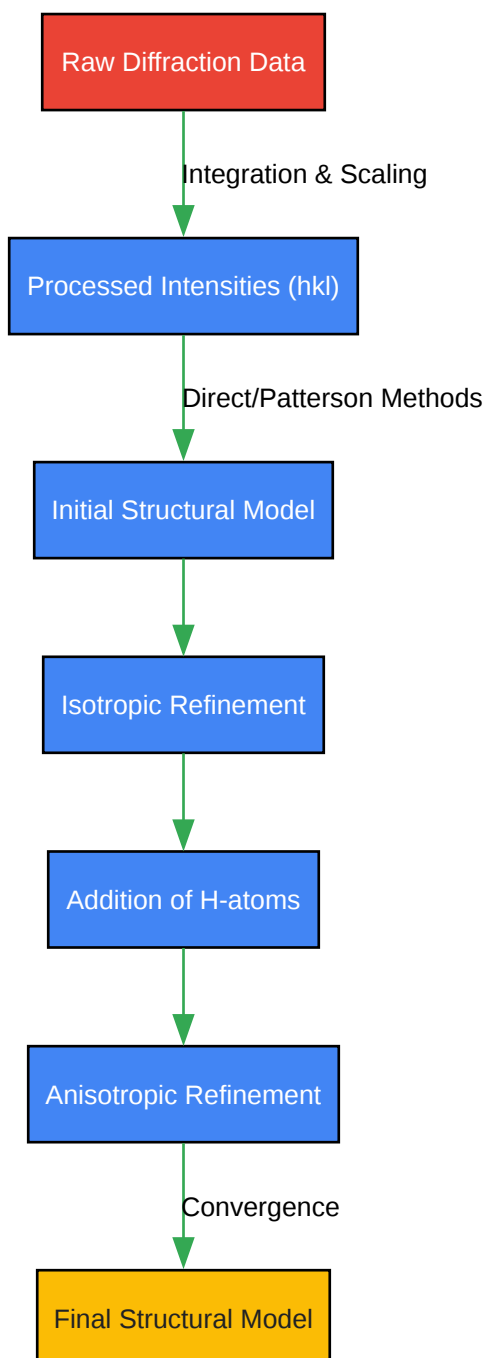 Raw Diffraction Data
Integration & Scaling
Processed Intensities (hkl)
Direct/Patterson Methods
Initial Structural Model
Isotropic Refinement
Addition of H-atoms
Anisotropic Refinement
Convergence
Final Structural Model